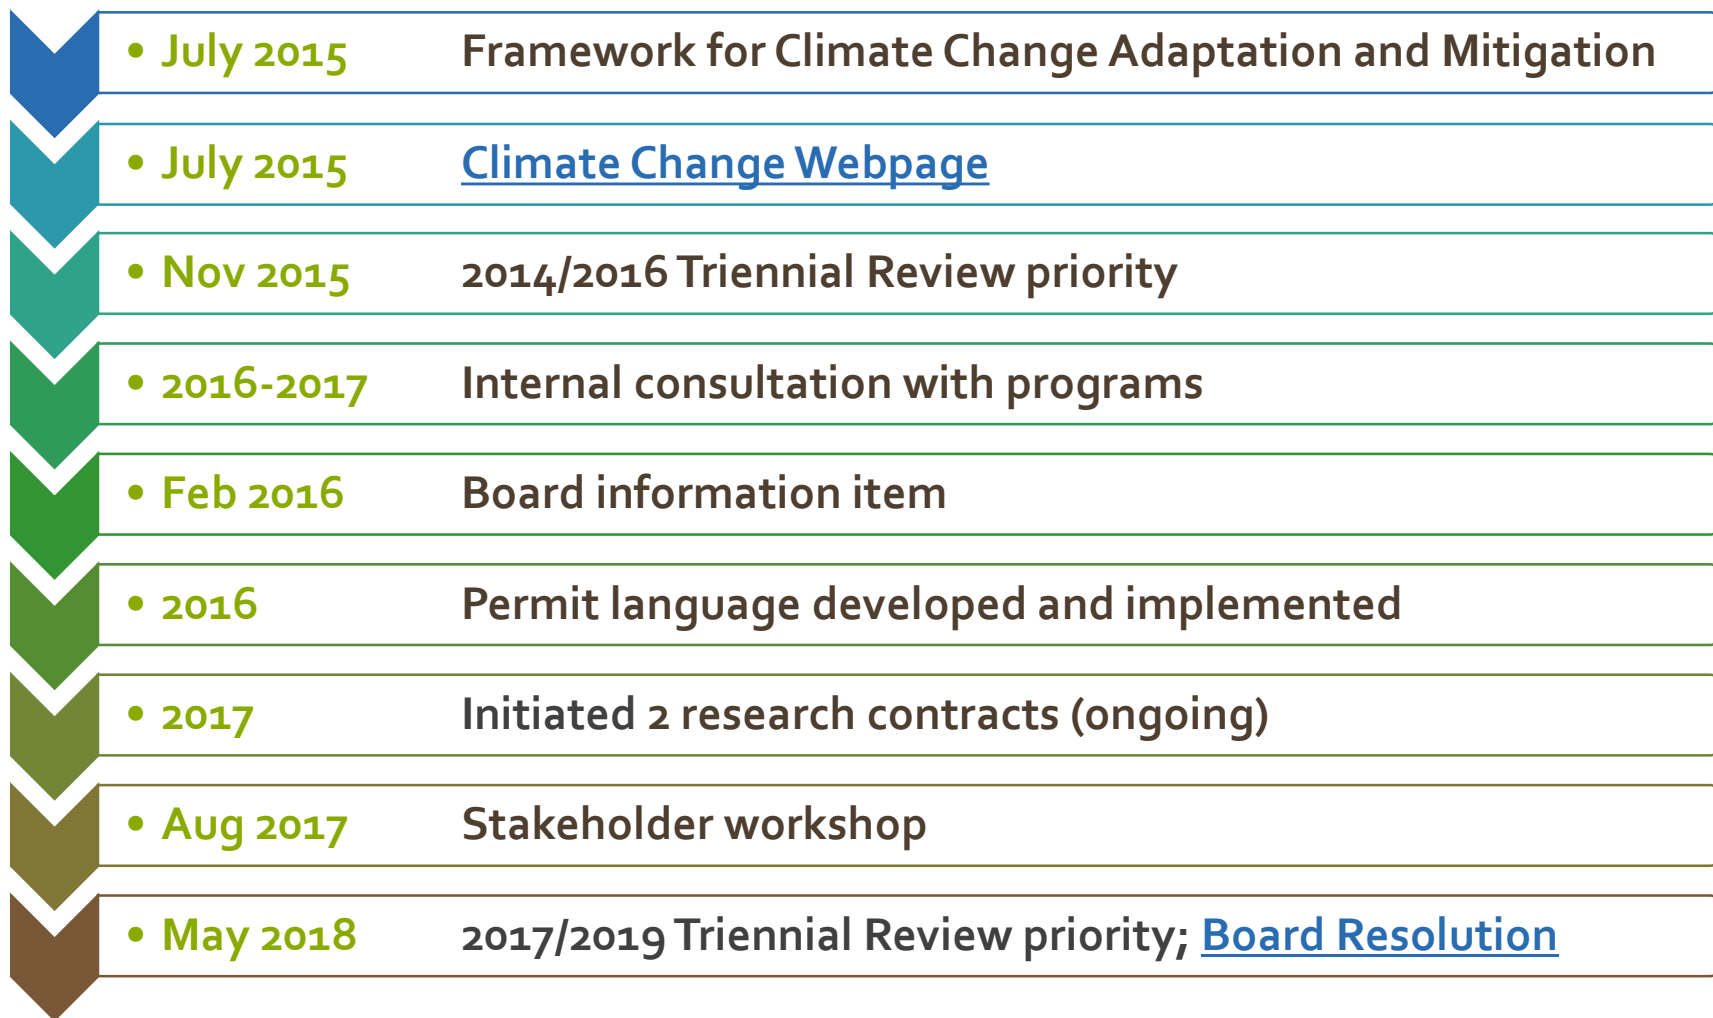 • July 2015 Framework for Climate Change Adaptation and Mitigation
• July 2015 Climate Change Webpage
• Nov 2015 2014/2016 Triennial Review priority
• 2016-2017 Internal consultation with programs
• Feb 2016 Board information item
• 2016 Permit language developed and implemented
• 2017 Initiated 2 research contracts (ongoing)
• Aug 2017 Stakeholder workshop
• May 2018 2017/2019 Triennial Review priority; Board Resolution